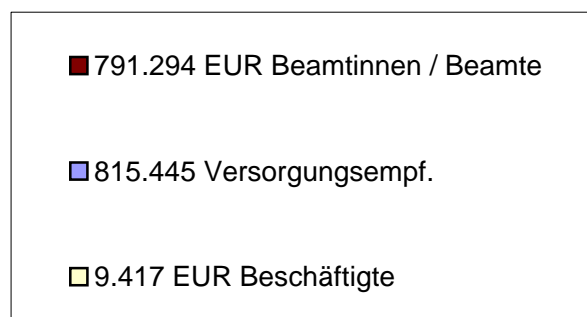 791.294 EUR Beamtinnen / Beamte
815.445 Versorgungsempf.
9.417 EUR Beschäftigte